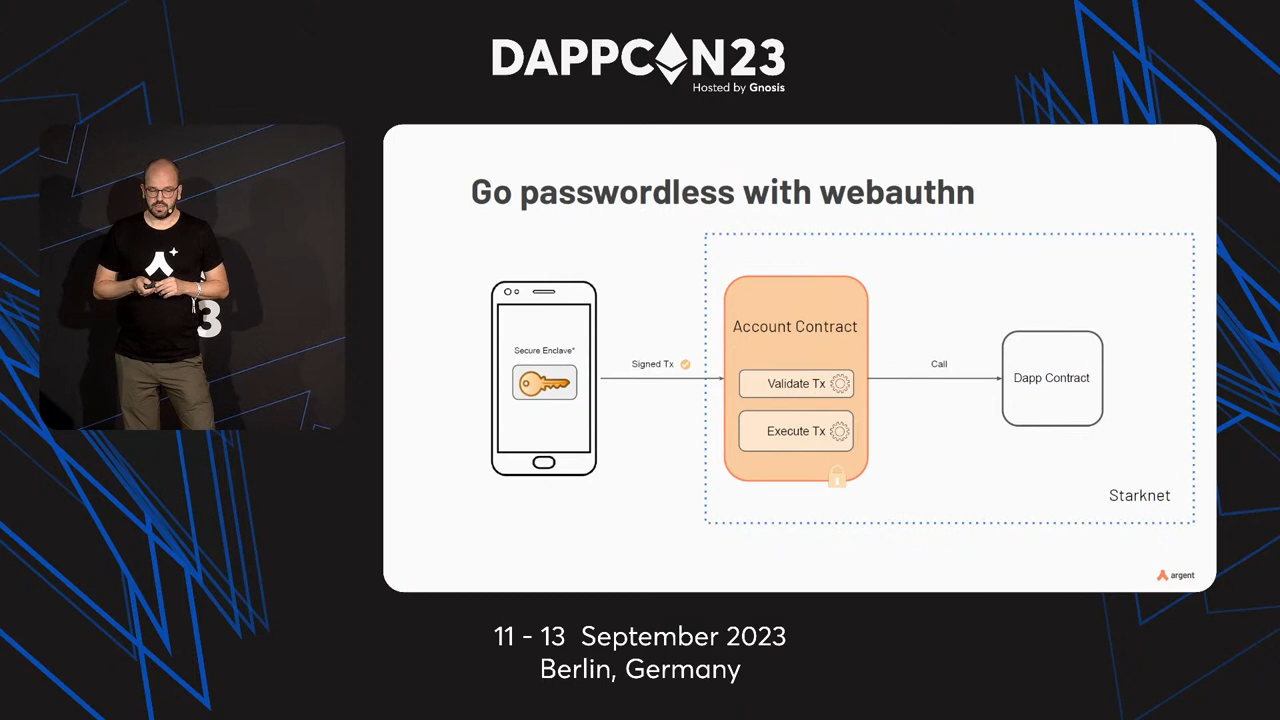 DAPPCON23
Hosted by Gnosis
3
Go passwordless with webauthn
Secure Enclave*
Signed Tx
Account Contract
Validate Tx
Execute Tx
Call
Dapp Contract
Starknet
argent
11 - 13 September 2023
Berlin, Germany